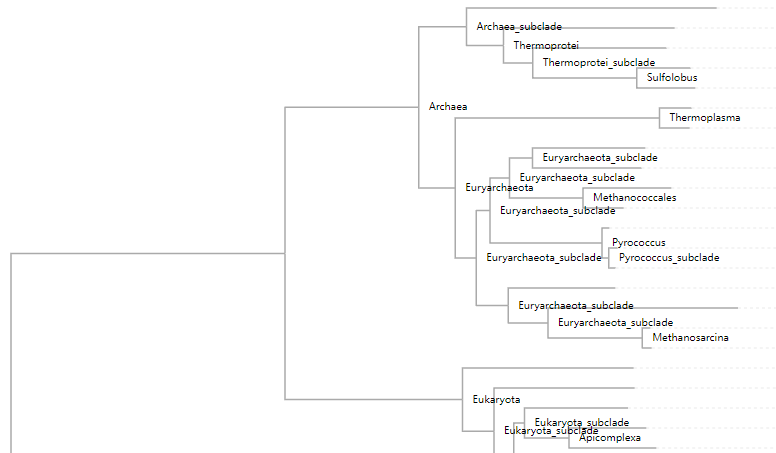 Archaea_subclade
Thermoprotei
Thermoprotei_subclade
Sulfolobus
Archaea
Thermoplasma
Euryarchaeota_subclade
Euryarchaeota_subclade
Euryarchaeota
Methanococcales
Euryarchaeota_subclade
Pyrococcus
Euryarchaeota_subclade
Pyrococcus_subclade
Euryarchaeota_subclade
Euryarchaeota_subclade
Methanosarcina
Eukaryota
Eukaryota_subclade
Eukaryota_subclade
Apicomplexa